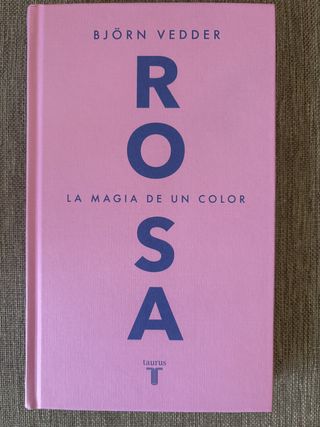 BJÖRN VEDDER
R
O
LA MAGIA DE UN COLOR
S
A
taurus
T